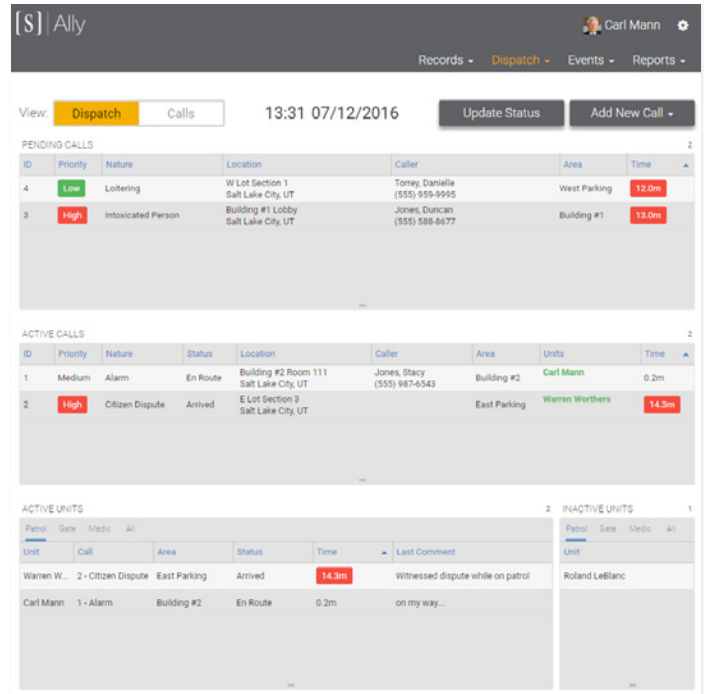 [S] Ally
Carl Mann
Records Dispatch Events Reports
View: Dispatch Calls 13:31 07/12/2016 Update Status Add New Call
PENDING CALLS 2
ID Priority Nature Location Caller Area Time
4 Low Loitering W Lot Section 1 Torrey, Danielle West Parking 12.0m
Salt Lake City, UT (555) 959-9995
3 High Intoxicated Person Building #1 Lobby Jones, Duncan Building #1 13.0m
Salt Lake City, UT (555) 588-8677
ACTIVE CALLS 2
ID Priority Nature Status Location Caller Area Units Time
1 Medium Alarm En Route Building #2 Room 111 Jones, Stacy Building #2 Carl Mann 0.2m
Salt Lake City, UT (555) 987-6543
2 High Citizen Dispute Arrived E Lot Section 3 East Parking Warren Worthers 14.3m
Salt Lake City, UT
ACTIVE UNITS 2 INACTIVE UNITS 1
Patrol Gate Medic All Patrol Gate Medic All
Unit Call Area Status Time Last Comment Unit
Warren W... 2 - Citizen Dispute East Parking Arrived 14.3m Witnessed dispute while on patrol Roland LeBlanc
Carl Mann 1 - Alarm Building #2 En Route 0.2m on my way...